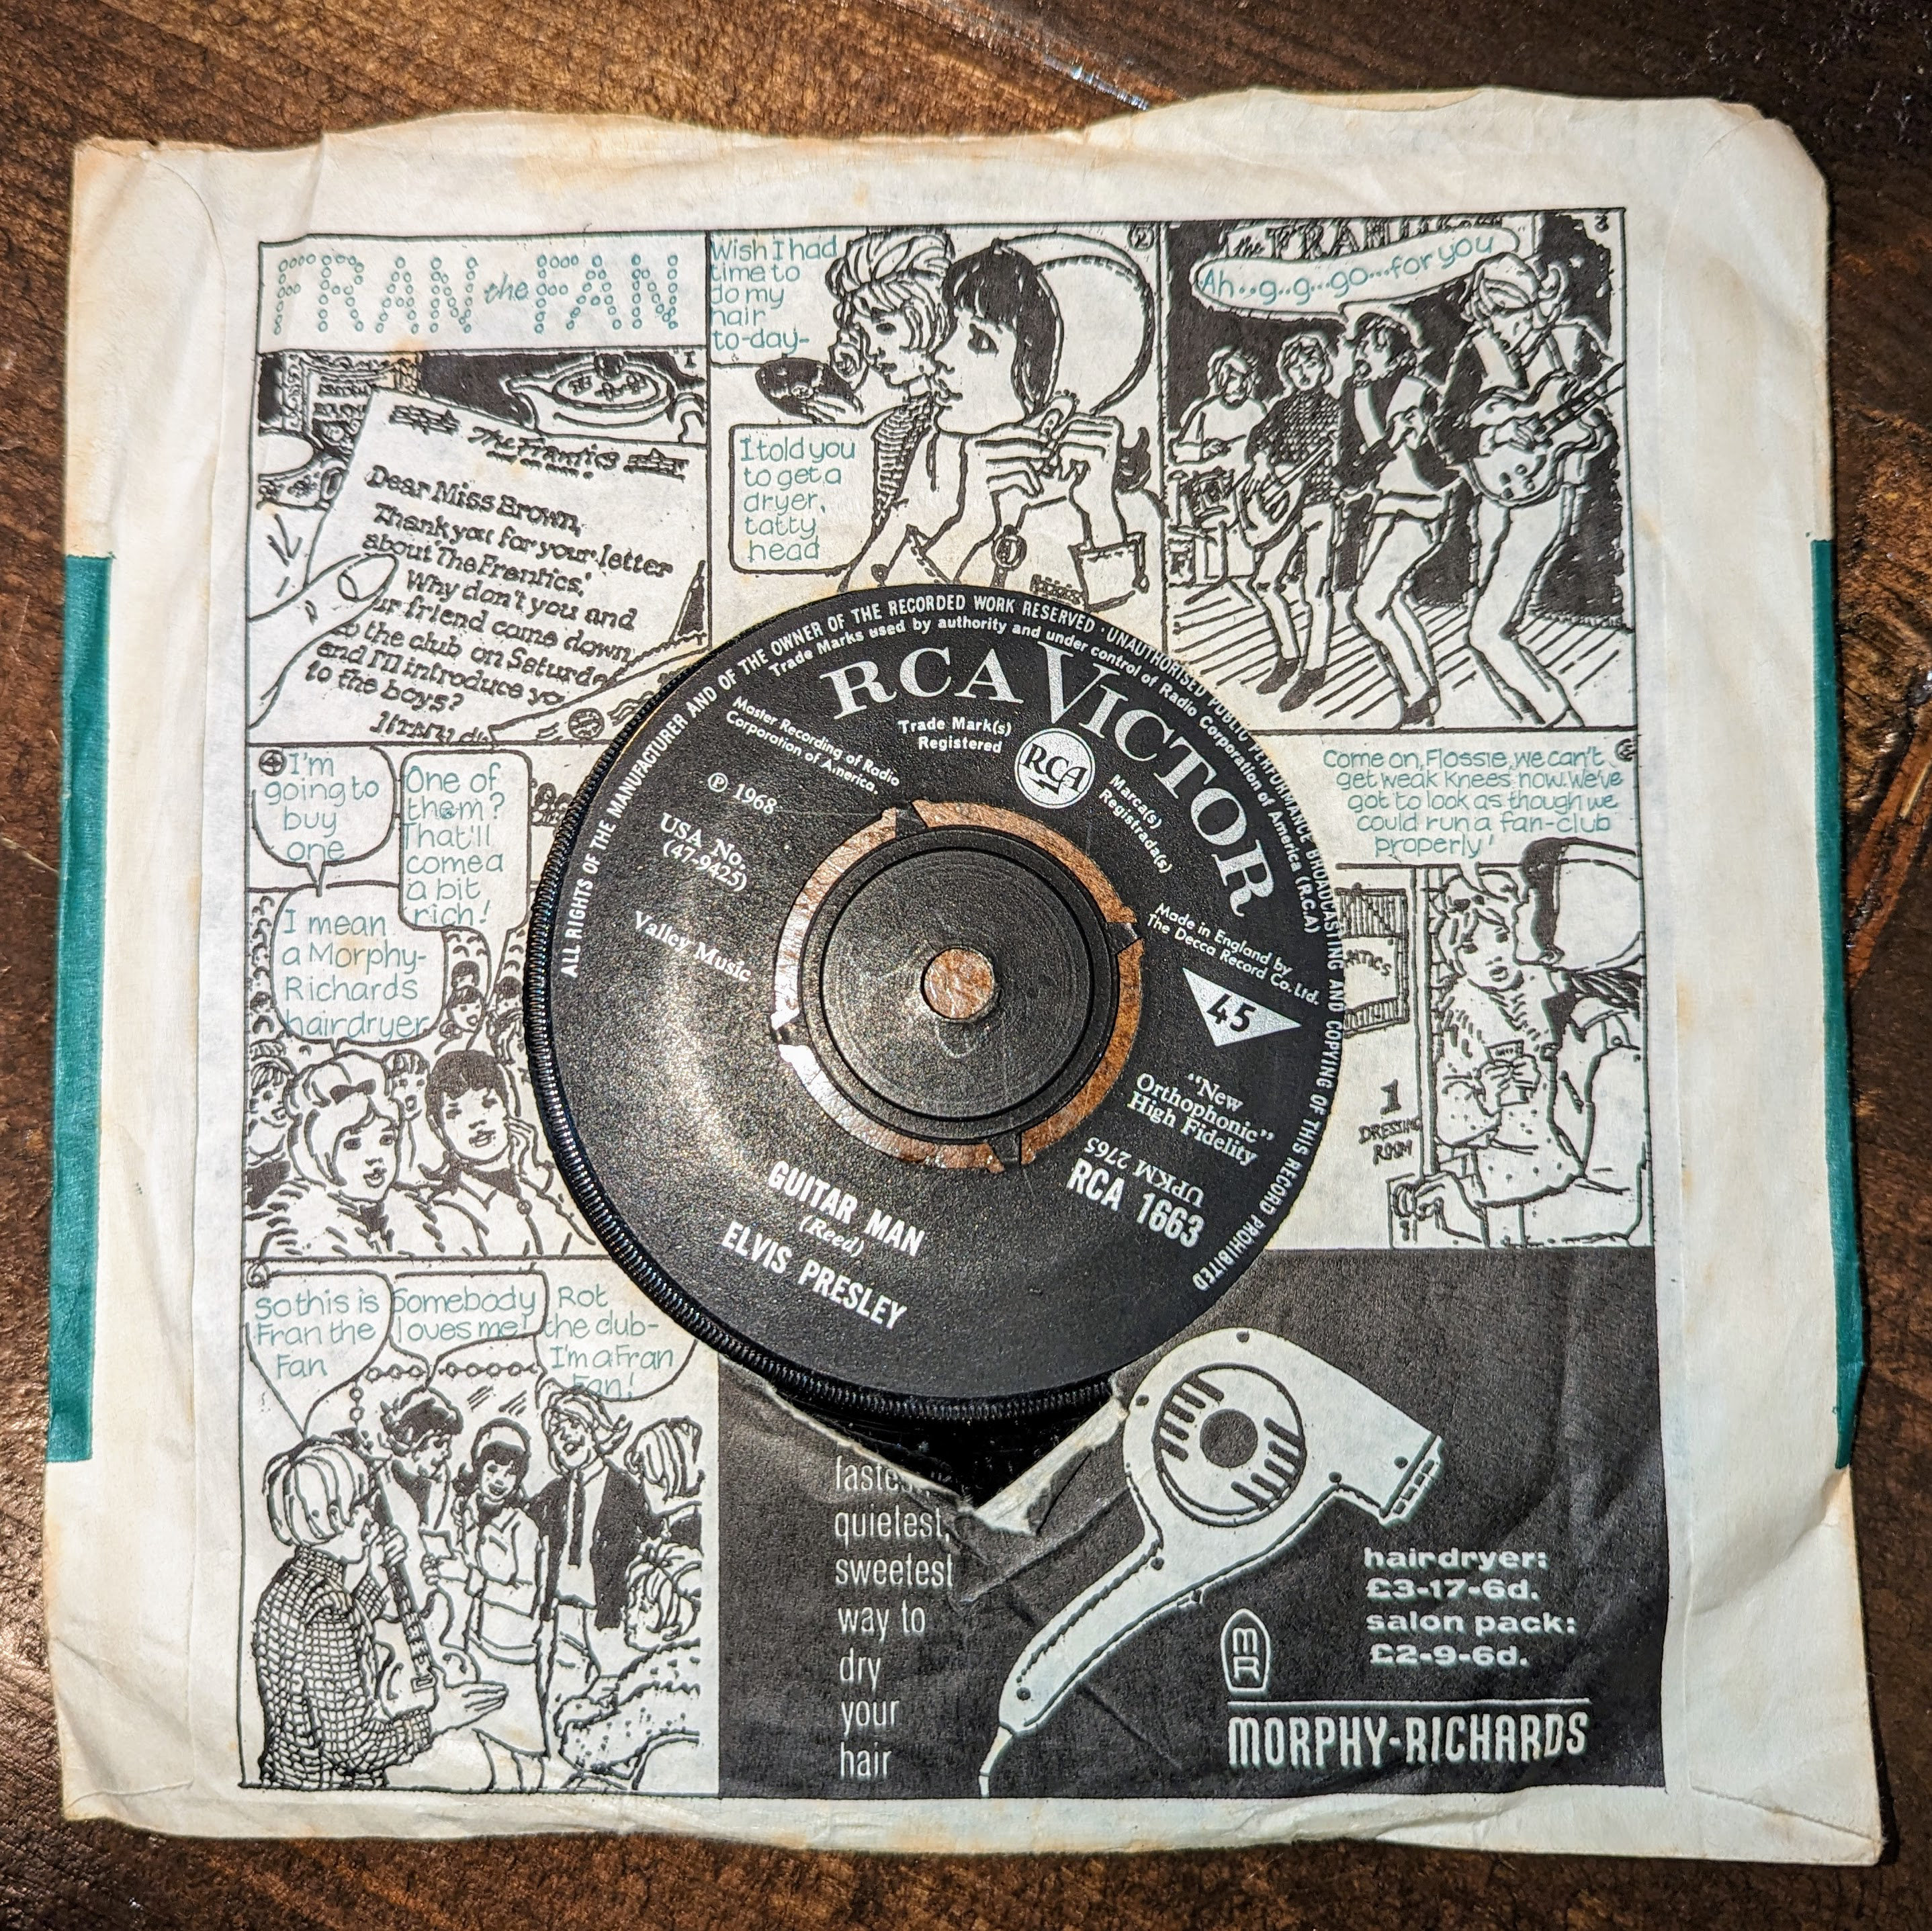 FRAN the FAN
The Frantics
Dear Miss Brown,
Thank you for your letter
about 'The Frantics'.
Why don't you and
ur friend come down
to the club on Saturda
and I'll introduce yo
to the boys?
Wish I had
time to
do my
hair
to-day-
I told you
to get a
dryer,
tatty
head
2
the FRANTICS
Ah..g..g...go...for you
3
4
I'm
going to
buy
one
One of
them?
That'll
come a
a bit
rich!
I mean
a Morphy-
Richards
hairdryer
Come on, Flossie, we can't
get weak knees now. We've
got to look as though we
could run a fan-club
properly!
ANTICS
1
DRESSING
ROOM
So this is
Fran the
Fan
Somebody
loves me!
Rot
the club-
I'm a Fran
Fan!
faste
quietest,
sweetest
way to
dry
your
hair
hairdryer:
£3-17-6d.
salon pack:
£2-9-6d.
MR
MORPHY-RICHARDS
ALL RIGHTS OF THE MANUFACTURER AND OF THE OWNER OF THE RECORDED WORK RESERVED · UNAUTHORISED PUBLIC PERFORMANCE BROADCASTING AND COPYING OF THIS RECORD PROHIBITED
Trade Marks used by authority and under control of Radio Corporation of America (R.C.A)
RCA VICTOR
Master Recording of Radio
Corporation of America.
Trade Mark(s)
Registered
RCA
Marca(s)
Registrada(s)
℗ 1968
USA No.
(47-9425)
Valley Music
Made in England by
The Decca Record Co. Ltd.
45
"New
Orthophonic"
High Fidelity
UPKM 2765
RCA 1663
GUITAR MAN
(Reed)
ELVIS PRESLEY